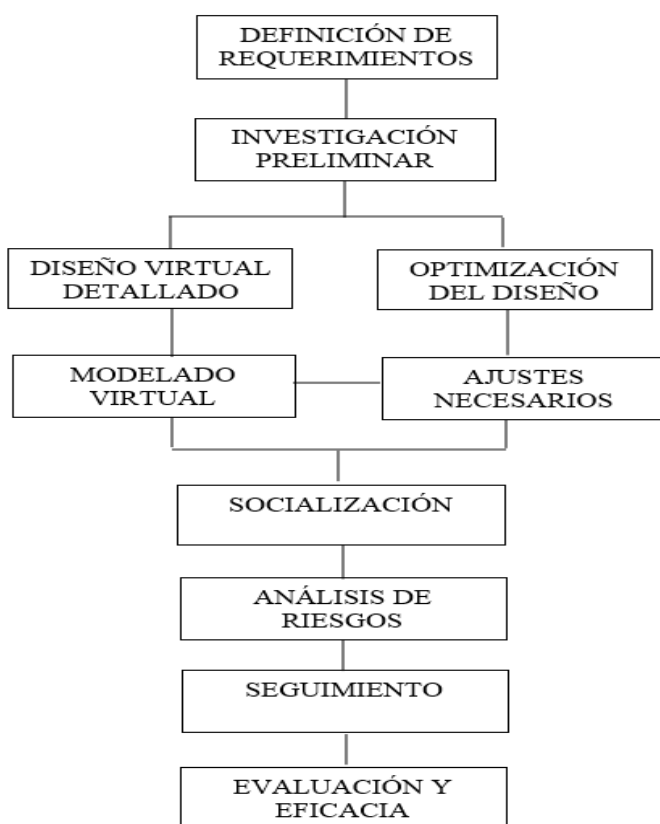 DEFINICIÓN DE
REQUERIMIENTOS
INVESTIGACIÓN
PRELIMINAR
DISEÑO VIRTUAL
DETALLADO
OPTIMIZACIÓN
DEL DISEÑO
MODELADO
VIRTUAL
AJUSTES
NECESARIOS
SOCIALIZACIÓN
ANÁLISIS DE
RIESGOS
SEGUIMIENTO
EVALUACIÓN Y
EFICACIA